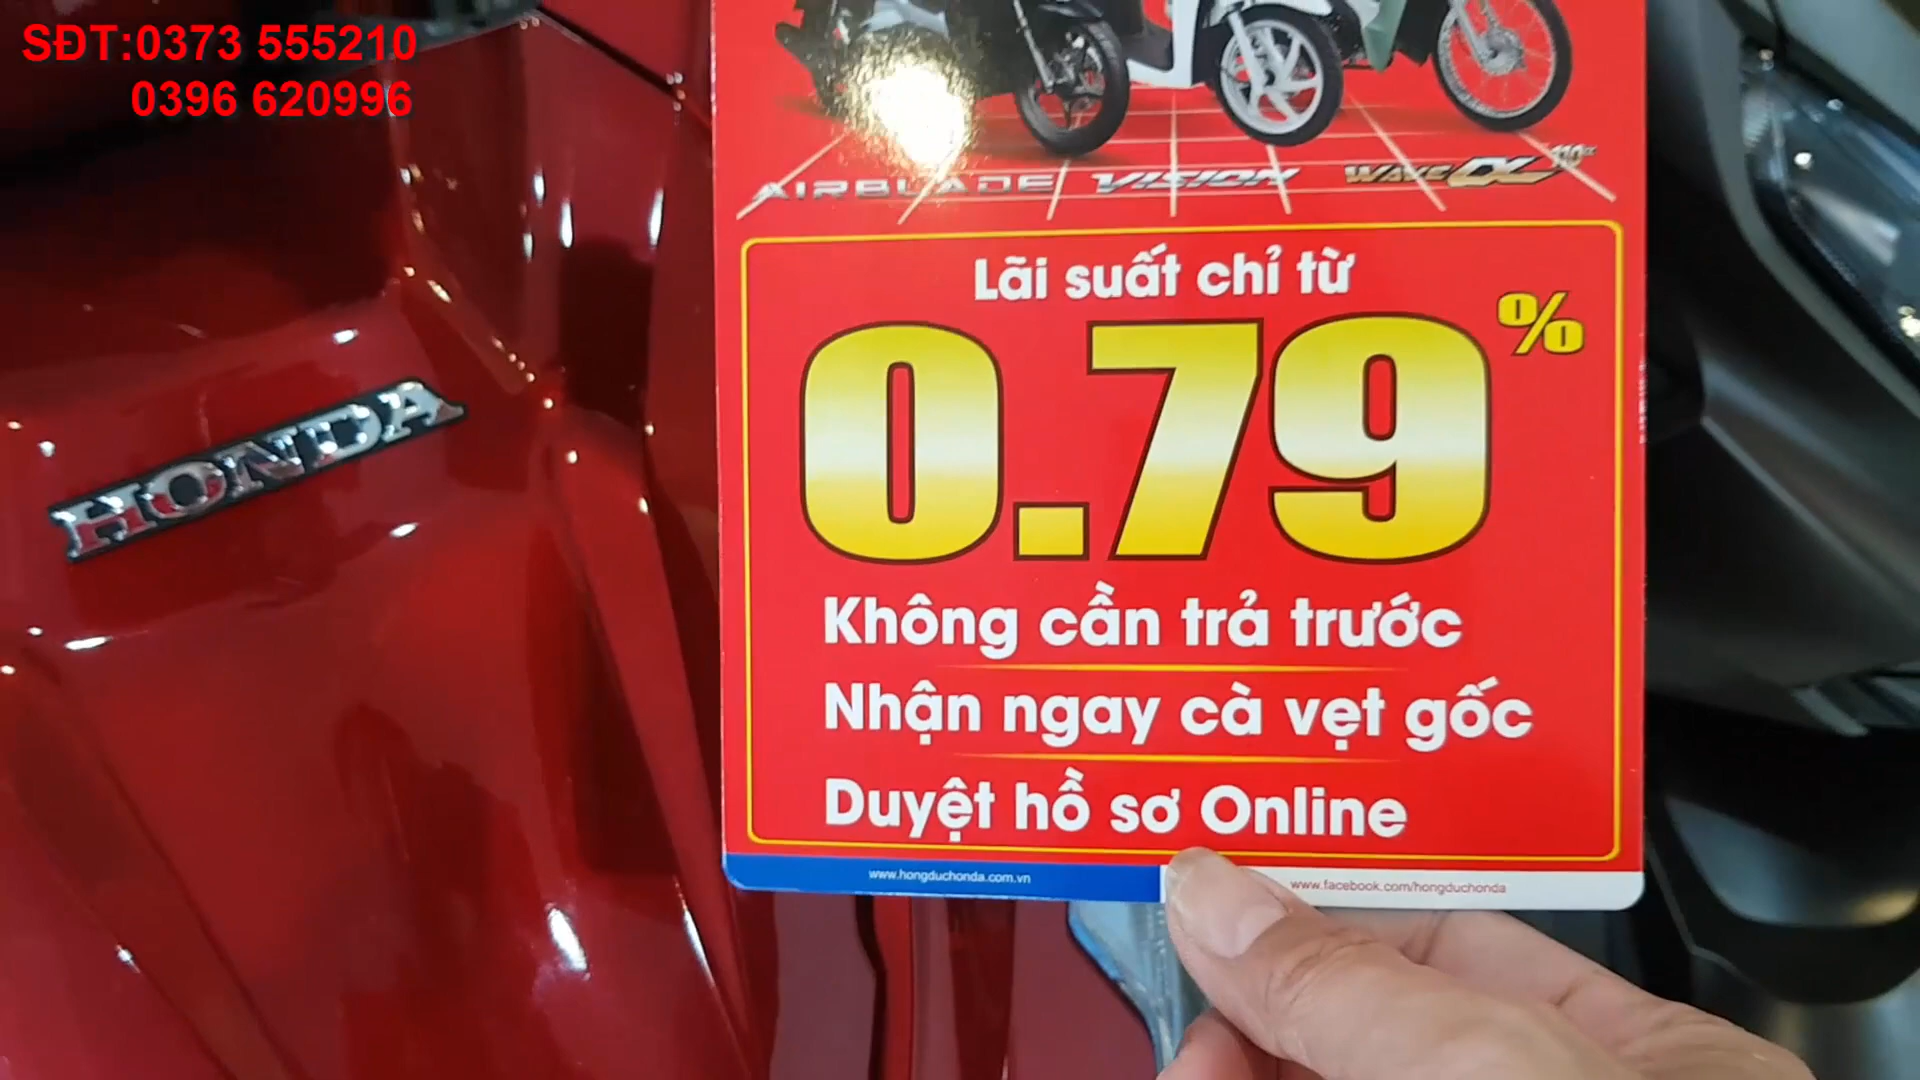 SĐT:0373 555210
0396 620996
HONDA
AIRBLADE VISION WAVE α 110cc
Lãi suất chỉ từ
0.79%
Không cần trả trước
Nhận ngay cà vẹt gốc
Duyệt hồ sơ Online
www.hongduchonda.com.vn www.facebook.com/hongduchonda